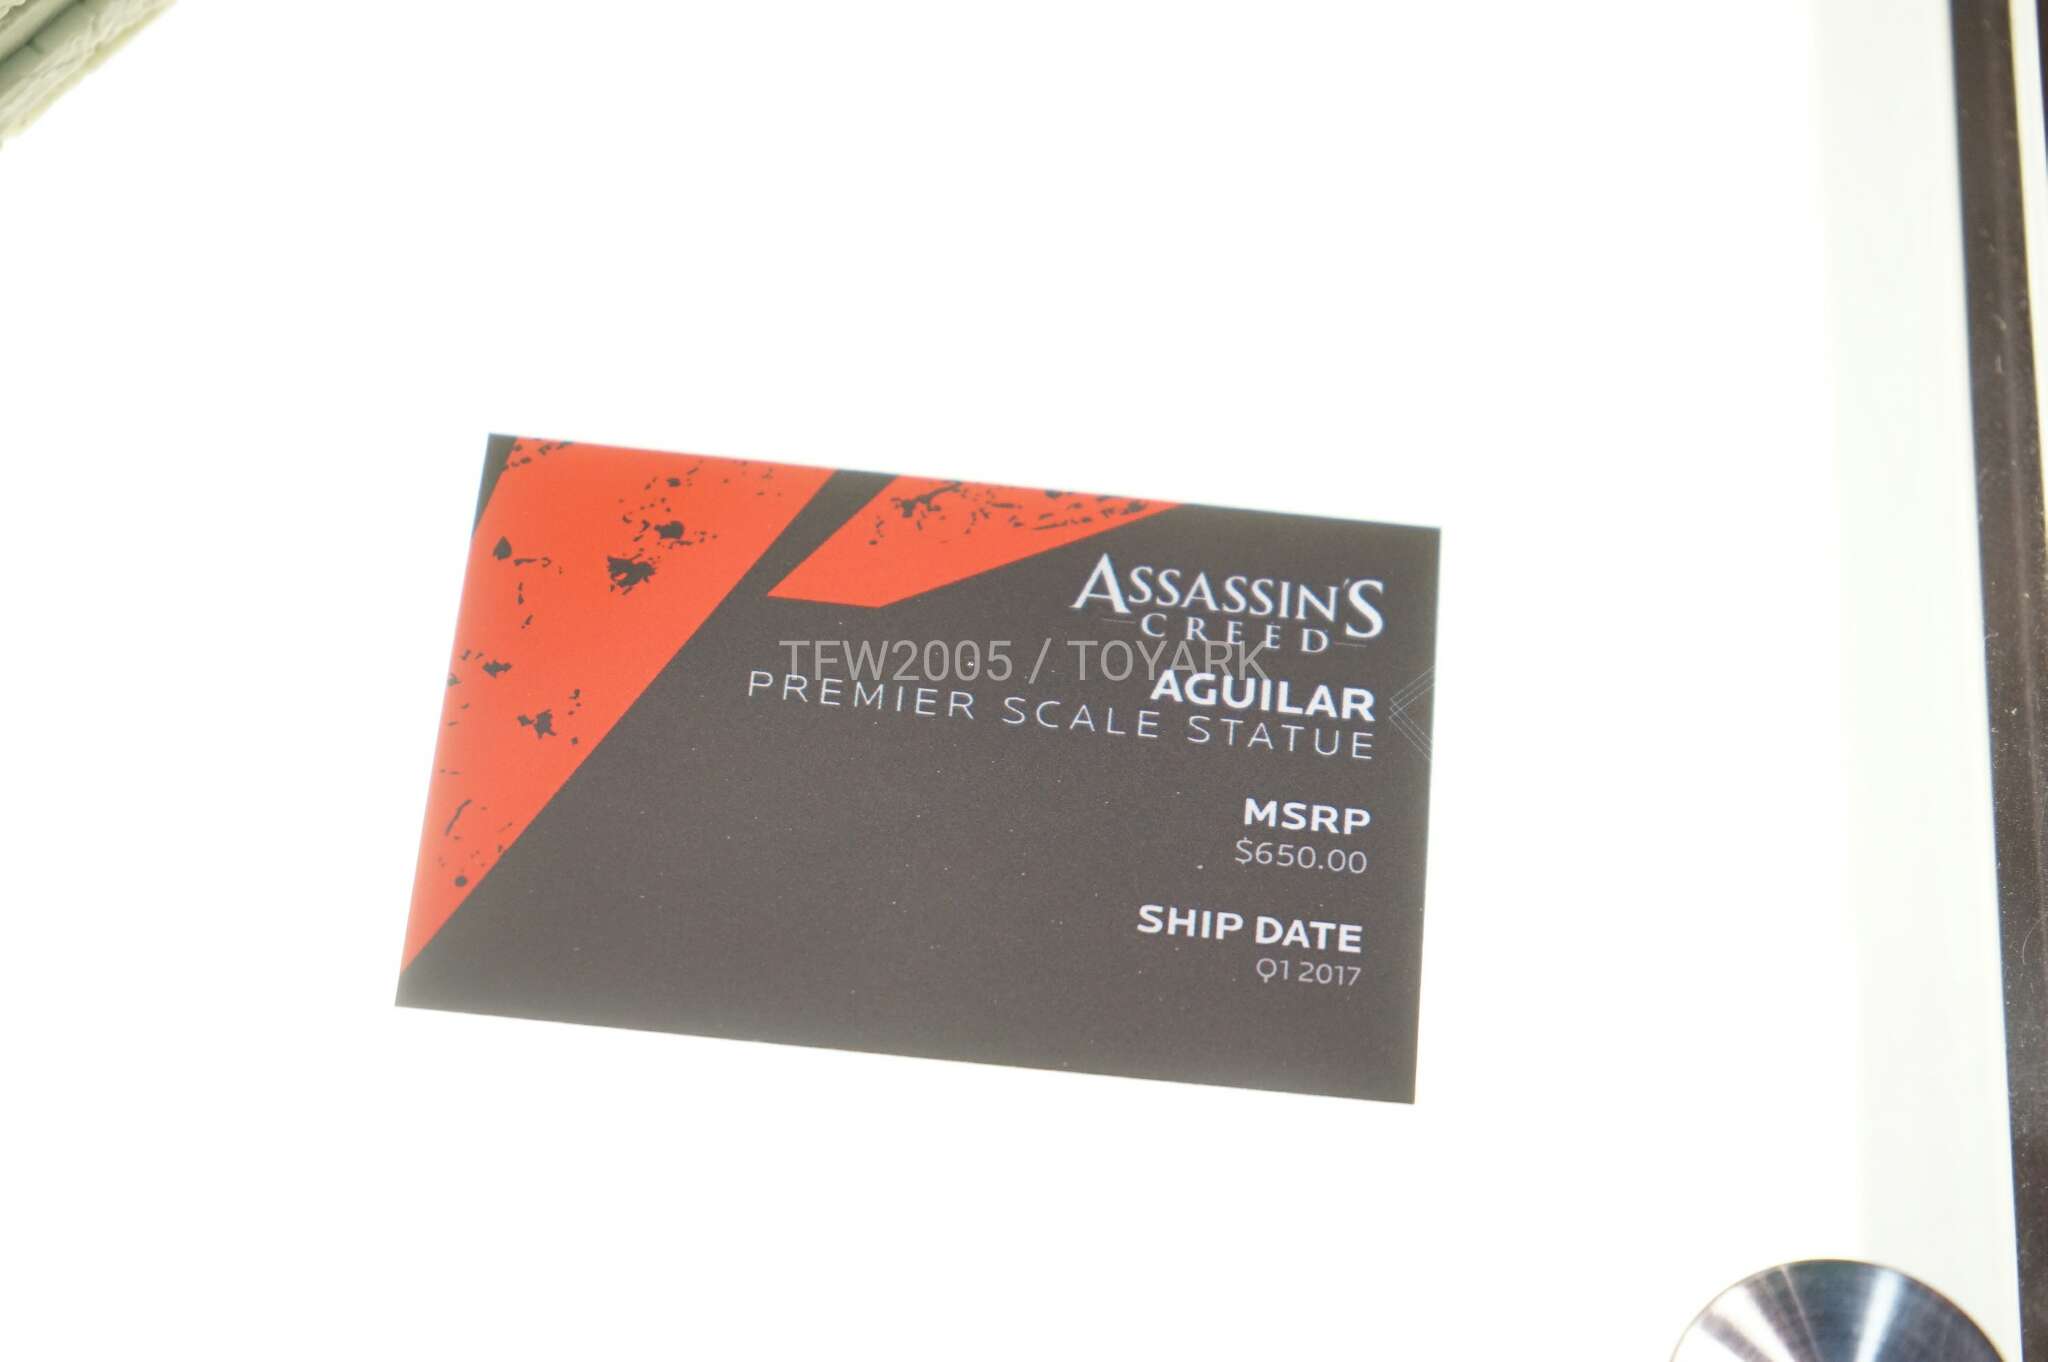 ASSASSIN'S
CREED
TFW2005 / TOYARK
AGUILAR
PREMIER SCALE STATUE
MSRP
$650.00
SHIP DATE
Q1 2017